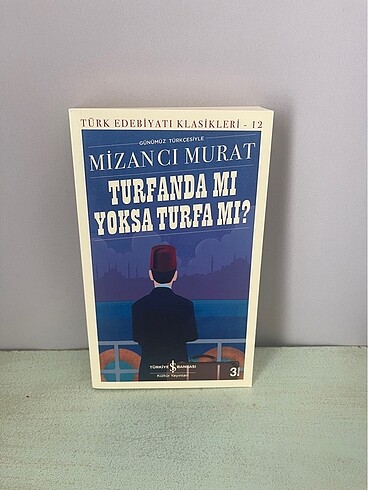 TÜRK EDEBİYATI KLASİKLERİ - 12
GÜNÜMÜZ TÜRKÇESİYLE
MİZANCI MURAT
TURFANDA MI
YOKSA TURFA MI?
TÜRKİYE İŞ BANKASI
Kültür Yayınları